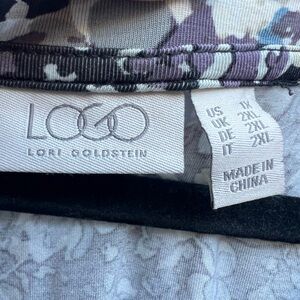 LOGO
LORI GOLDSTEIN
US 1X
UK 2XL
DE 2XL
IT 2XL
MADE IN
CHINA